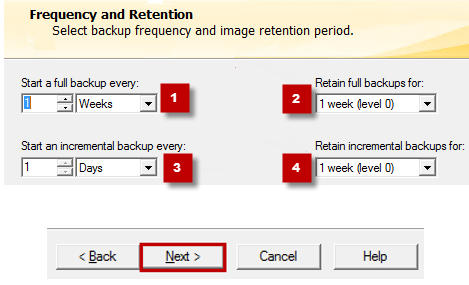 Frequency and Retention
Select backup frequency and image retention period.
Start a full backup every:
1 Weeks
1
Retain full backups for:
2
1 week (level 0)
Start an incremental backup every:
1 Days
3
Retain incremental backups for:
4
1 week (level 0)
< Back
Next >
Cancel
Help